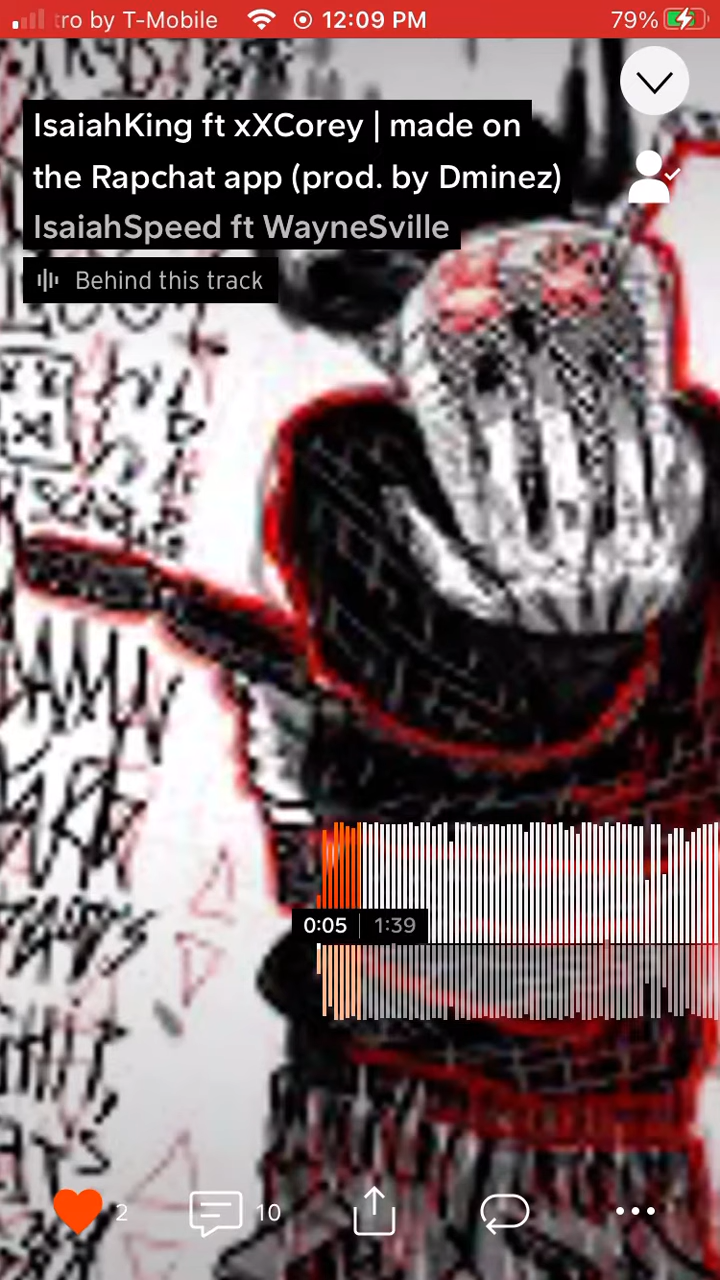 tro by T-Mobile 12:09 PM 79%
IsaiahKing ft xXCorey | made on
the Rapchat app (prod. by Dminez)
IsaiahSpeed ft WayneSville
Behind this track
0:05 | 1:39
2 10